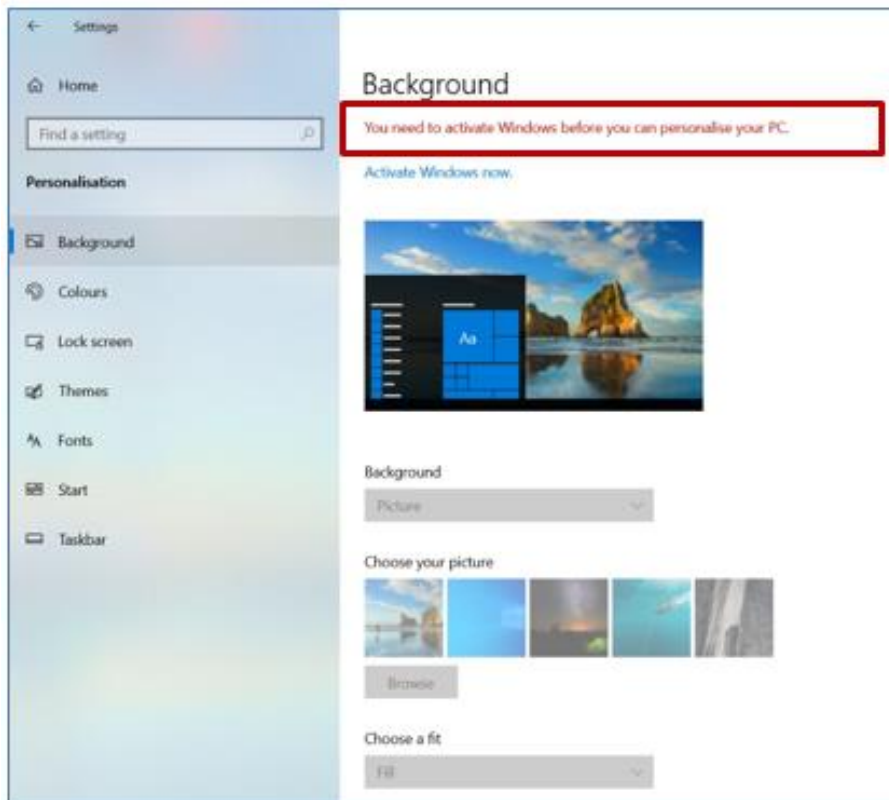 Settings
Home
Find a setting
Personalisation
Background
Colours
Lock screen
Themes
Fonts
Start
Taskbar
Background
You need to activate Windows before you can personalise your PC.
Activate Windows now.
Aa
Background
Picture
Choose your picture
Browse
Choose a fit
Fill